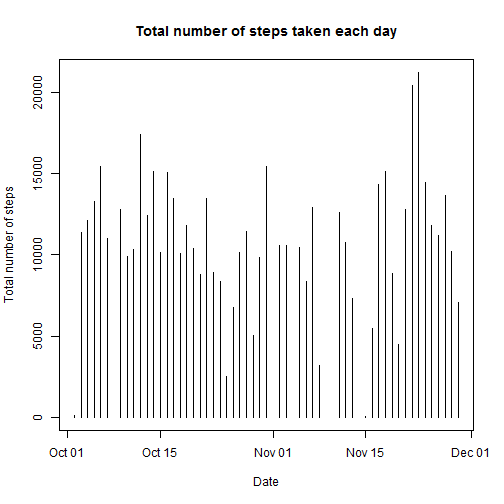 Total number of steps taken each day
Total number of steps
20000
15000
10000
5000
0
Oct 01 Oct 15 Nov 01 Nov 15 Dec 01
Date